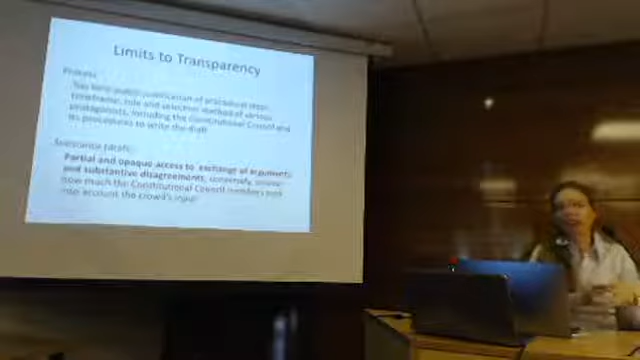 Limits to Transparency
Process:
Too little public justification of procedural steps,
timeframe, role and selection method of various
protagonists, including the Constitutional Council and
its procedures to write the draft
Substance (draft):
Partial and opaque access to exchange of arguments
and substantive disagreements, conversely,
how much the Constitutional Council members took
into account the crowd's input